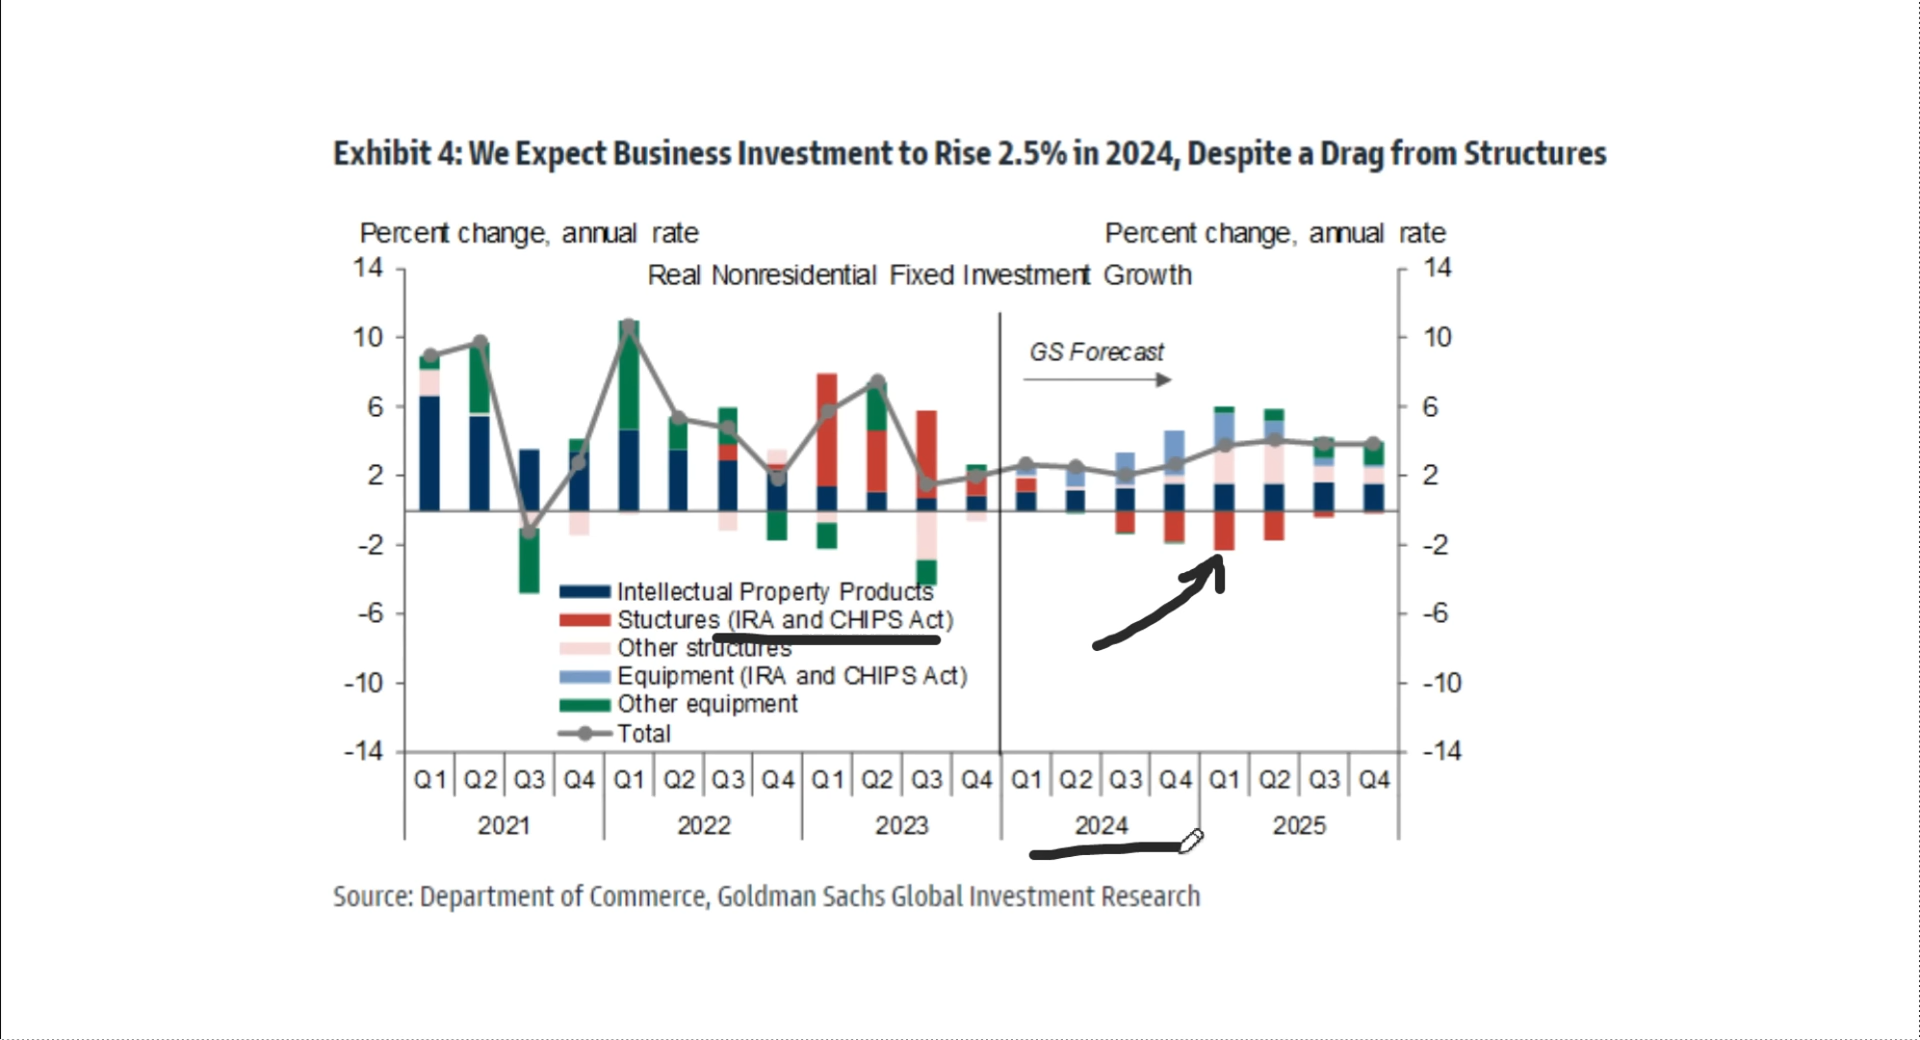 Exhibit 4: We Expect Business Investment to Rise 2.5% in 2024, Despite a Drag from Structures
Percent change, annual rate
Percent change, annual rate
Real Nonresidential Fixed Investment Growth
14
10
6
2
-2
-6
-10
-14
14
10
6
2
-2
-6
-10
-14
GS Forecast
Intellectual Property Products
Stuctures (IRA and CHIPS Act)
Other structures
Equipment (IRA and CHIPS Act)
Other equipment
Total
Q1 Q2 Q3 Q4 Q1 Q2 Q3 Q4 Q1 Q2 Q3 Q4 Q1 Q2 Q3 Q4 Q1 Q2 Q3 Q4
2021 2022 2023 2024 2025
Source: Department of Commerce, Goldman Sachs Global Investment Research